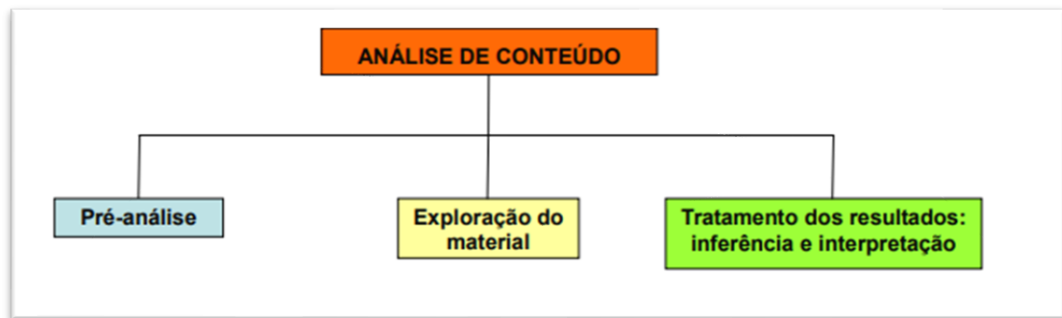 ANÁLISE DE CONTEÚDO
Pré-análise
Exploração do
material
Tratamento dos resultados:
inferência e interpretação